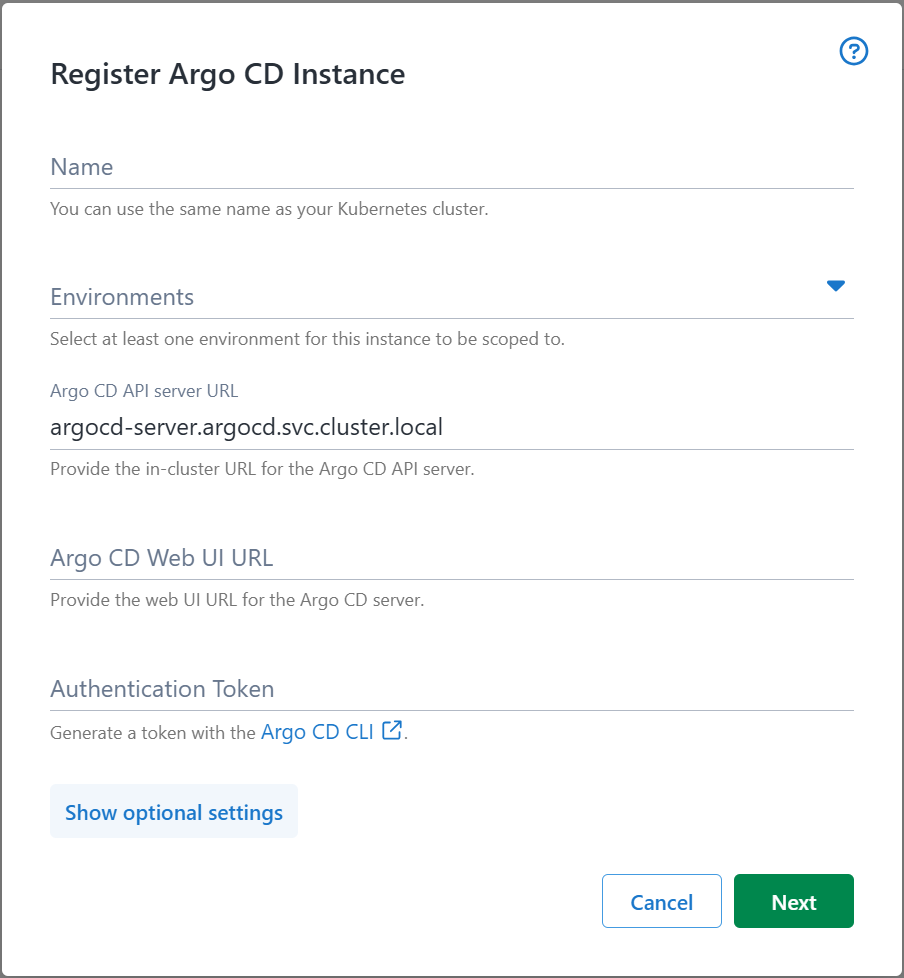 Register Argo CD Instance
Name
You can use the same name as your Kubernetes cluster.
Environments
Select at least one environment for this instance to be scoped to.
Argo CD API server URL
argocd-server.argocd.svc.cluster.local
Provide the in-cluster URL for the Argo CD API server.
Argo CD Web UI URL
Provide the web UI URL for the Argo CD server.
Authentication Token
Generate a token with the Argo CD CLI.
Show optional settings
Cancel Next